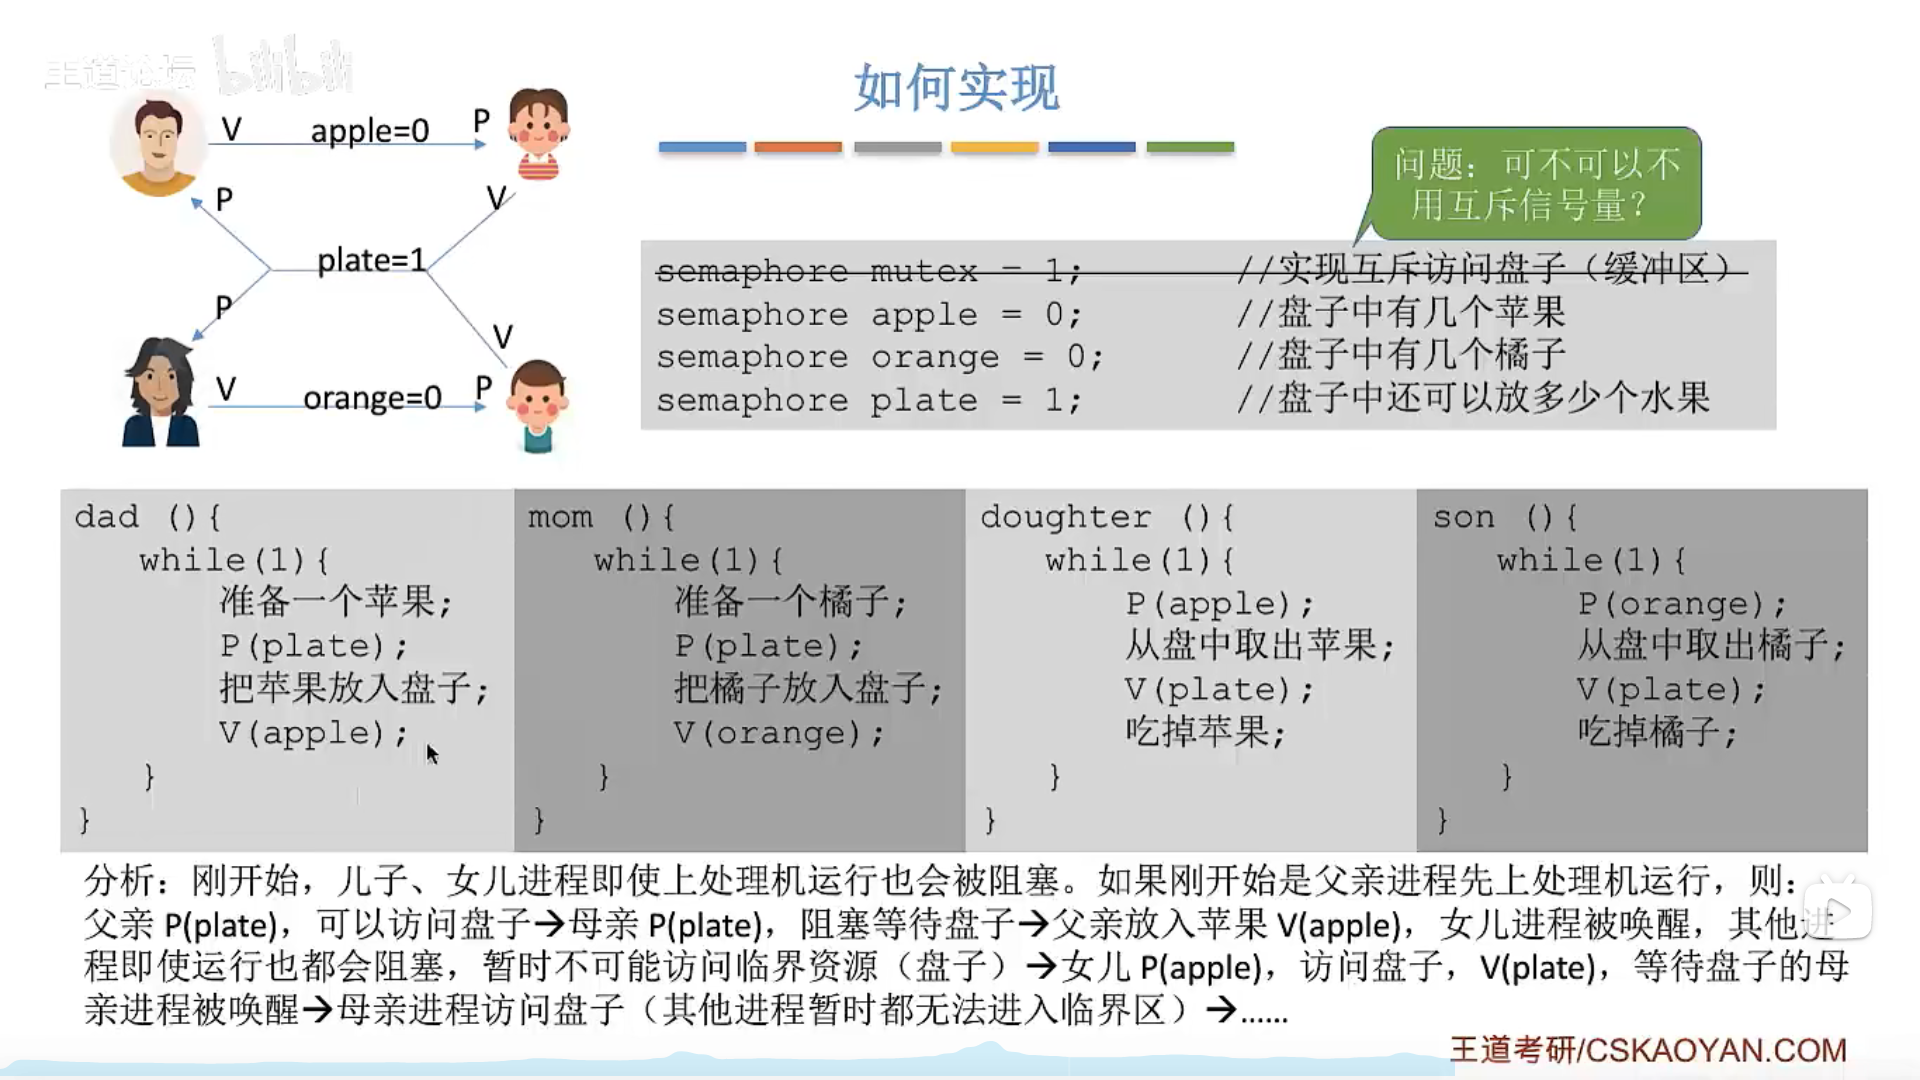 王道论坛 bilibili
如何实现
V apple=0 P
P V
plate=1
P V
V orange=0 P
问题：可不可以不
用互斥信号量？
semaphore mutex = 1; //实现互斥访问盘子（缓冲区）
semaphore apple = 0; //盘子中有几个苹果
semaphore orange = 0; //盘子中有几个橘子
semaphore plate = 1; //盘子中还可以放多少个水果
dad (){
while(1){
准备一个苹果;
P(plate);
把苹果放入盘子;
V(apple);
}
}
mom (){
while(1){
准备一个橘子;
P(plate);
把橘子放入盘子;
V(orange);
}
}
doughter (){
while(1){
P(apple);
从盘中取出苹果;
V(plate);
吃掉苹果;
}
}
son (){
while(1){
P(orange);
从盘中取出橘子;
V(plate);
吃掉橘子;
}
}
分析：刚开始，儿子、女儿进程即使上处理机运行也会被阻塞。如果刚开始是父亲进程先上处理机运行，则：
父亲 P(plate)，可以访问盘子→母亲 P(plate)，阻塞等待盘子→父亲放入苹果 V(apple)，女儿进程被唤醒，其他进
程即使运行也都会阻塞，暂时不可能访问临界资源（盘子）→女儿 P(apple)，访问盘子，V(plate)，等待盘子的母
亲进程被唤醒→母亲进程访问盘子（其他进程暂时都无法进入临界区）→……
王道考研/CSKAOYAN.COM